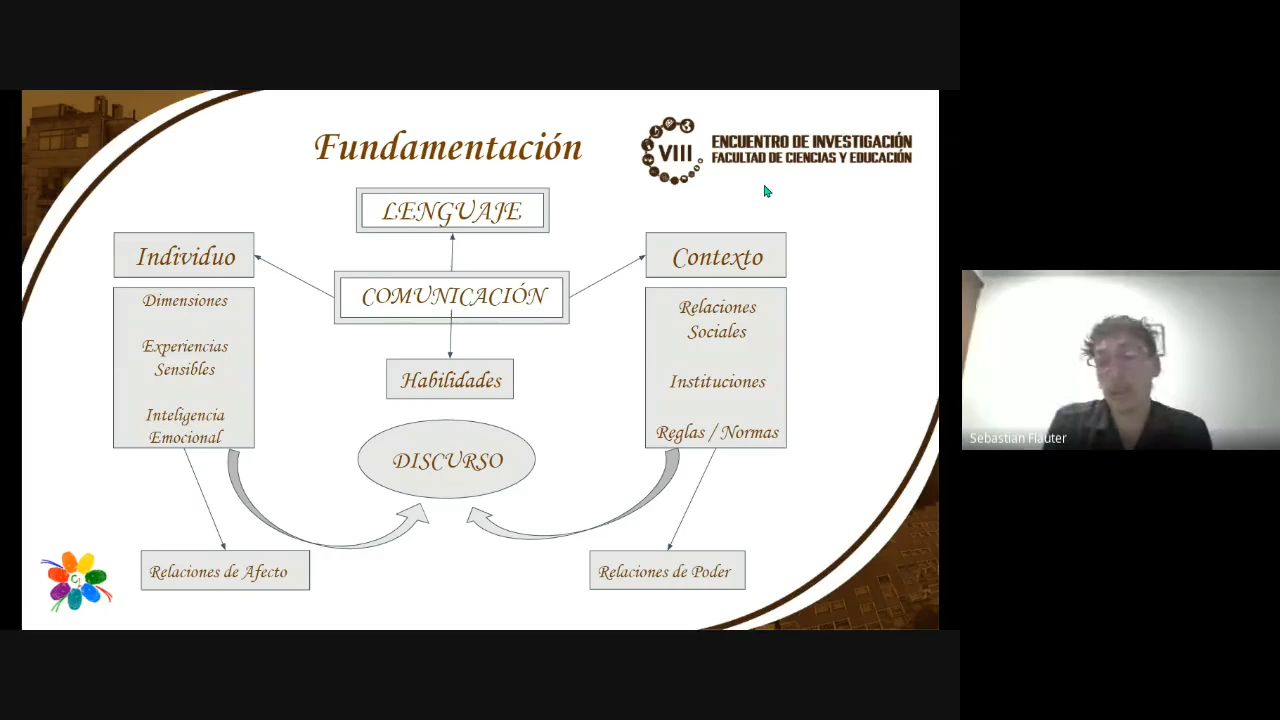 Fundamentación
VIII
ENCUENTRO DE INVESTIGACIÓN
FACULTAD DE CIENCIAS Y EDUCACIÓN
LENGUAJE
Individuo
Contexto
COMUNICACIÓN
Dimensiones
Experiencias
Sensibles
Inteligencia
Emocional
Relaciones
Sociales
Instituciones
Reglas / Normas
Habilidades
DISCURSO
Relaciones de Afecto
Relaciones de Poder
Sebastian Flauter